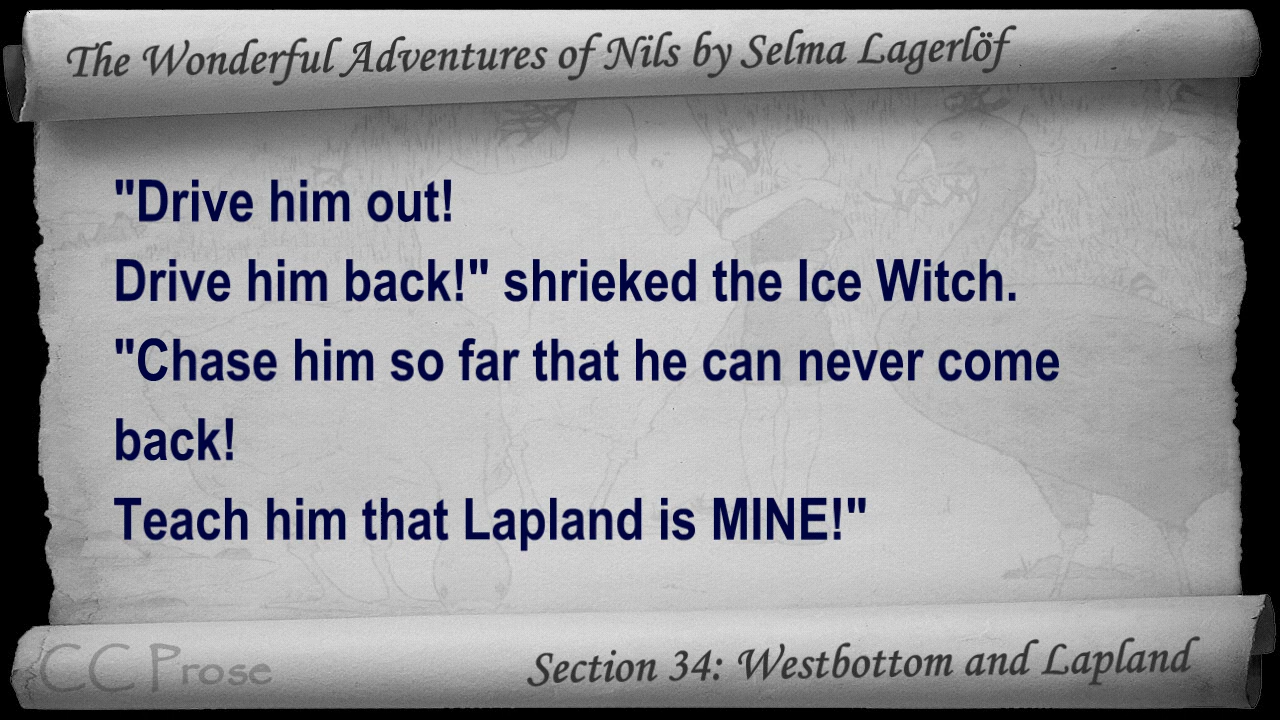 The Wonderful Adventures of Nils by Selma Lagerlöf
"Drive him out!
Drive him back!" shrieked the Ice Witch.
"Chase him so far that he can never come
back!
Teach him that Lapland is MINE!"
CC Prose
Section 34: Westbottom and Lapland